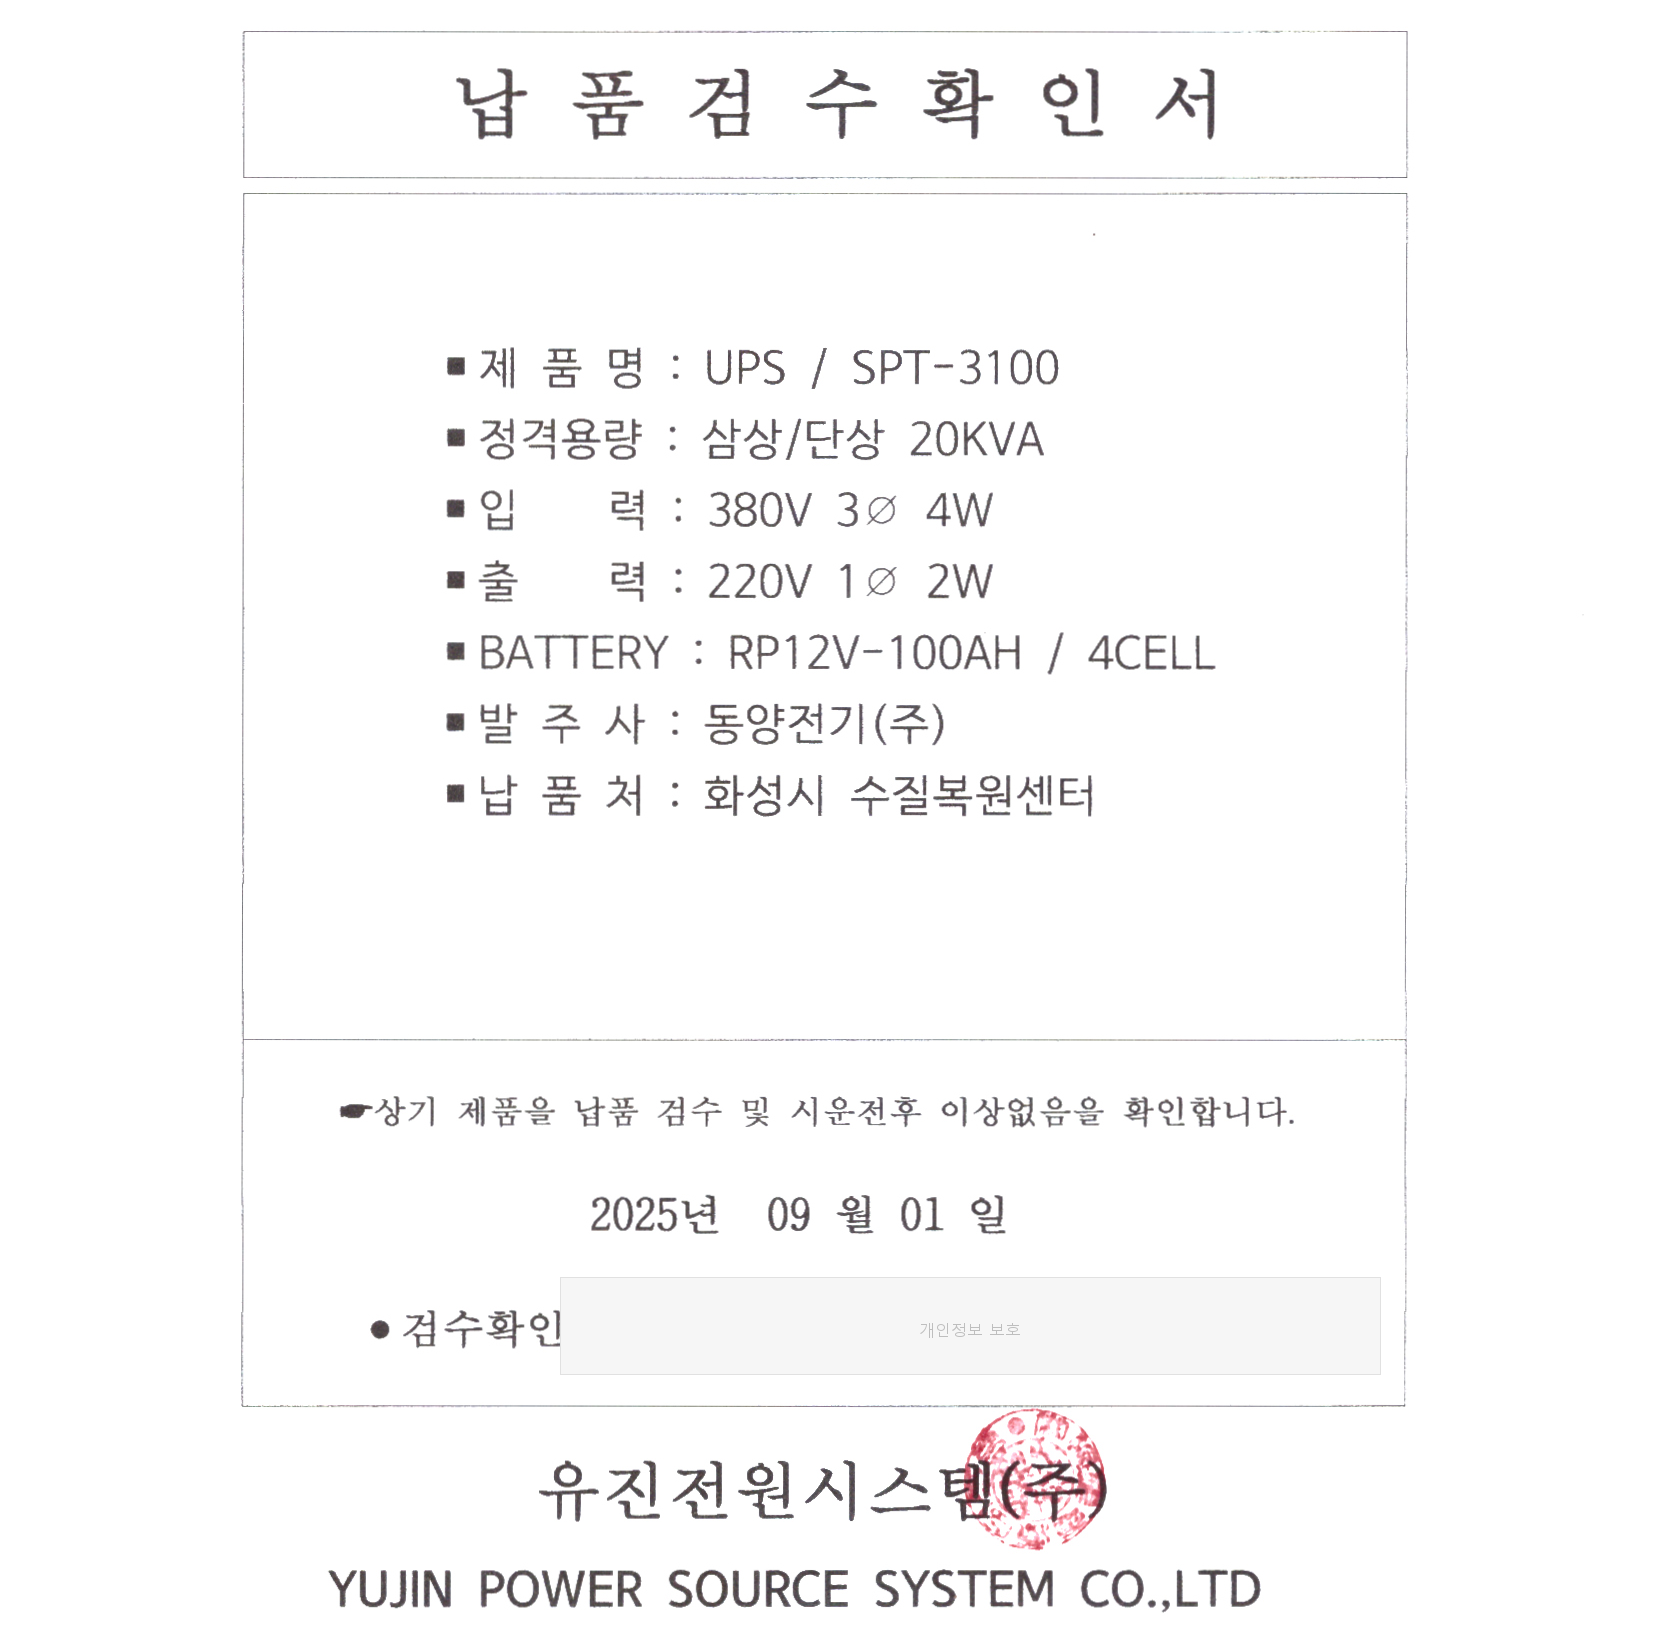 납 품 검 수 확 인 서
■ 제 품 명 : UPS / SPT-3100
■ 정격용량 : 삼상/단상 20KVA
■ 입 력 : 380V 3∅ 4W
■ 출 력 : 220V 1∅ 2W
■ BATTERY : RP12V-100AH / 4CELL
■ 발 주 사 : 동양전기(주)
■ 납 품 처 : 화성시 수질복원센터
☛상기 제품을 납품 검수 및 시운전후 이상없음을 확인합니다.
2025년 09 월 01 일
● 검수확인
개인정보 보호
유진전원시스템(주)
YUJIN POWER SOURCE SYSTEM CO.,LTD